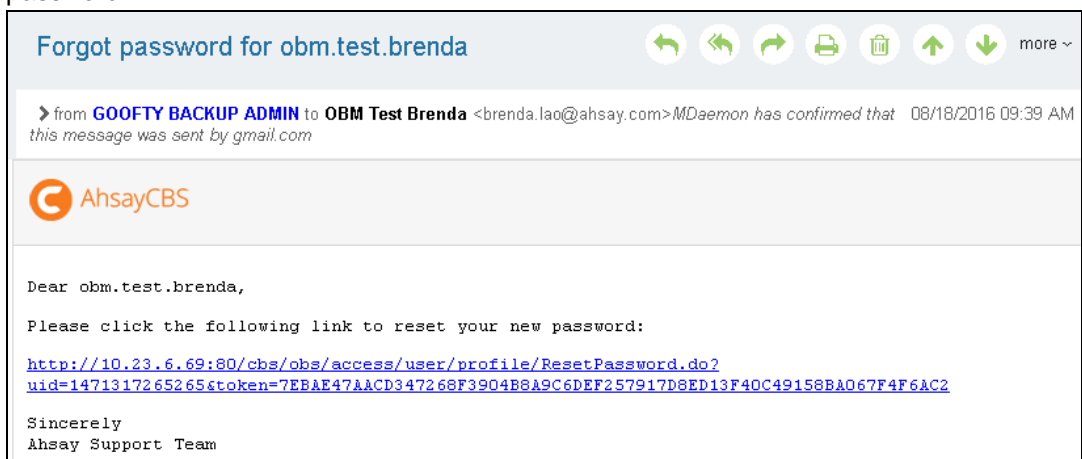 Forgot password for obm.test.brenda
more
from GOOFTY BACKUP ADMIN to OBM Test Brenda <brenda.lao@ahsay.com>MDaemon has confirmed that 08/18/2016 09:39 AM
this message was sent by gmail.com
AhsayCBS
Dear obm.test.brenda,
Please click the following link to reset your new password:
http://10.23.6.69:80/cbs/obs/access/user/profile/ResetPassword.do?
uid=1471317265265&token=7EBAE47AACD347268F3904B8A9C6DEF257917D8ED13F40C49158BA067F4F6AC2
Sincerely
Ahsay Support Team